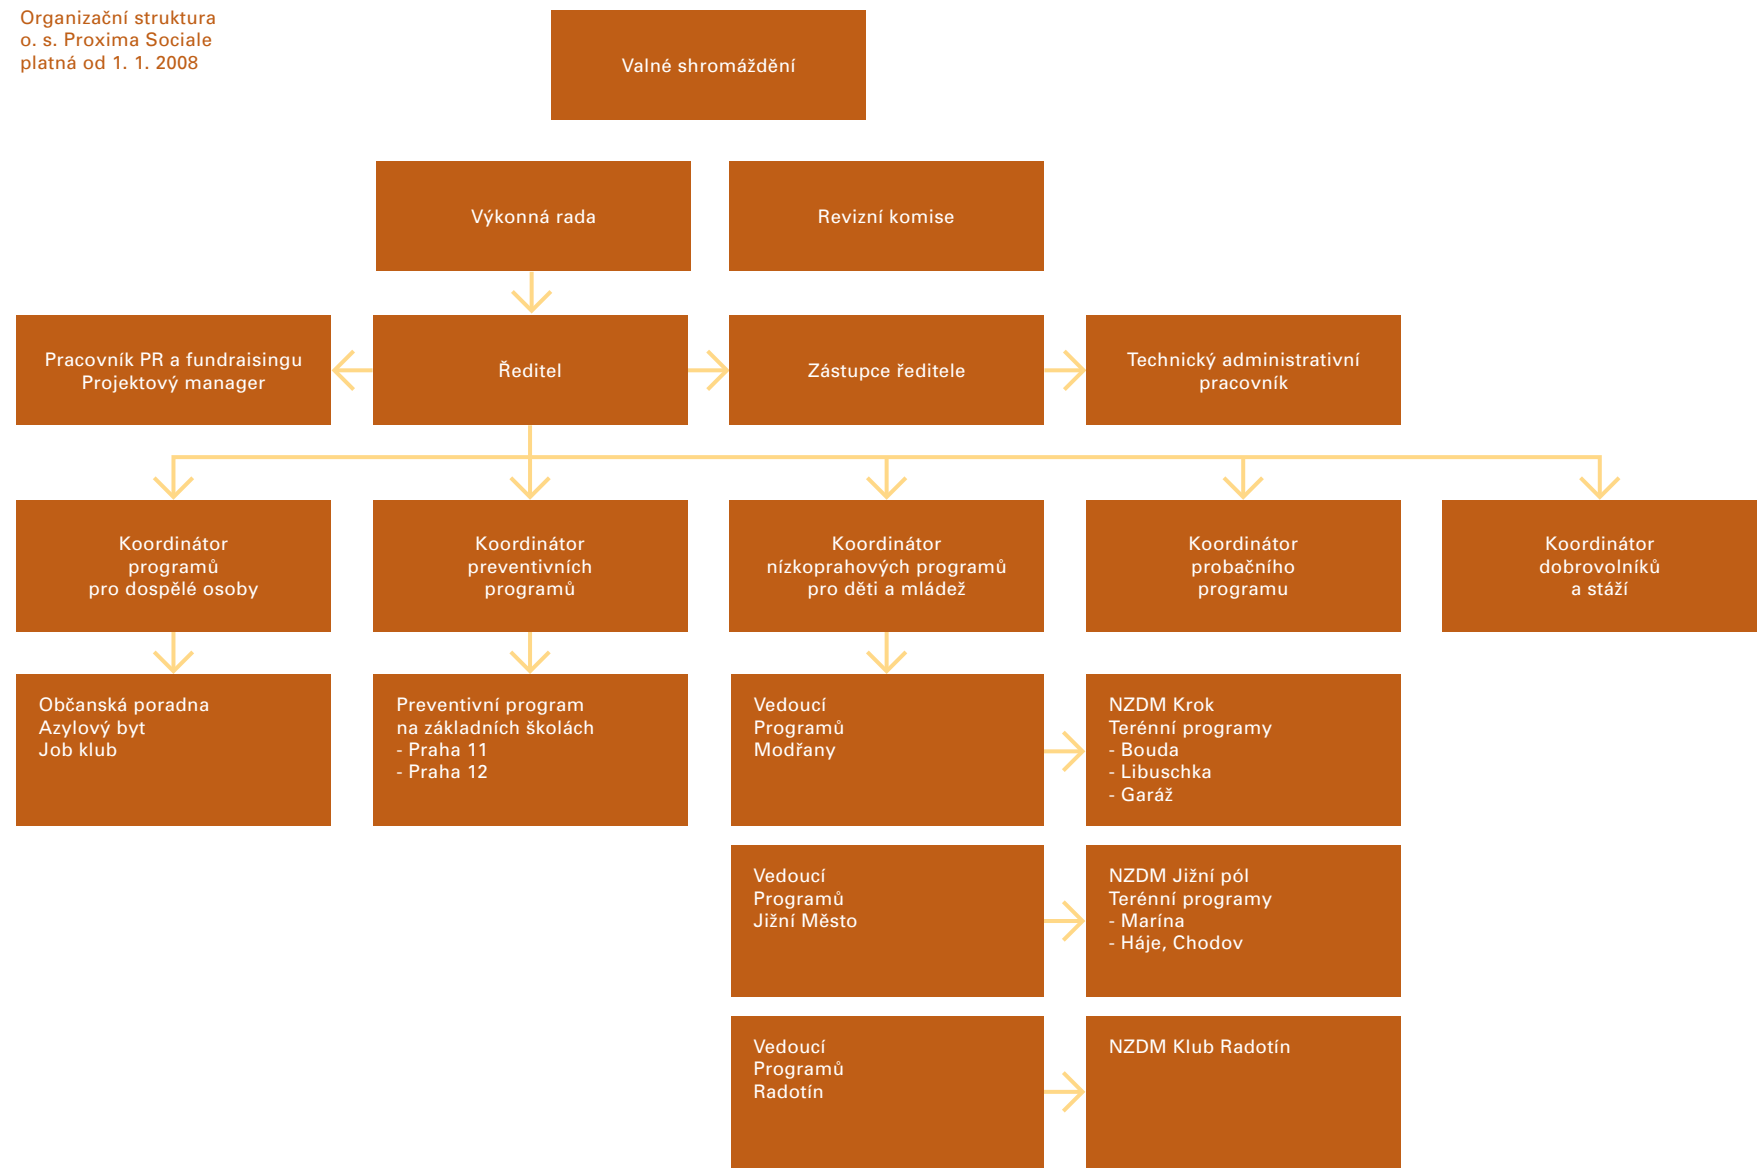 Organizační struktura
o. s. Proxima Sociale
platná od 1. 1. 2008
Valné shromáždění
Výkonná rada
Revizní komise
Pracovník PR a fundraisingu
Projektový manager
Ředitel
Zástupce ředitele
Technický administrativní
pracovník
Koordinátor
programů
pro dospělé osoby
Koordinátor
preventivních
programů
Koordinátor
nízkoprahových programů
pro děti a mládež
Koordinátor
probačního
programu
Koordinátor
dobrovolníků
a stáží
Občanská poradna
Azylový byt
Job klub
Preventivní program
na základních školách
- Praha 11
- Praha 12
Vedoucí
Programů
Modřany
NZDM Krok
Terénní programy
- Bouda
- Libuschka
- Garáž
Vedoucí
Programů
Jižní Město
NZDM Jižní pól
Terénní programy
- Marína
- Háje, Chodov
Vedoucí
Programů
Radotín
NZDM Klub Radotín